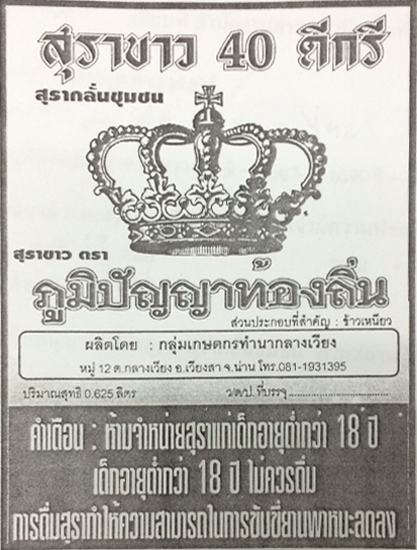 สุราขาว 40 ดีกรี
สุรากลั่นชุมชน
สุราขาว ตรา
ภูมิปัญญาท้องถิ่น
ส่วนประกอบที่สำคัญ : ข้าวเหนียว
ผลิตโดย : กลุ่มเกษตรกรทำนากลางเวียง
หมู่ 12 ต.กลางเวียง อ.เวียงสา จ.น่าน โทร.081-1931395
ปริมาณสุทธิ 0.625 ลิตร ว/ด/ป. ที่บรรจุ..........................
คำเตือน : ห้ามจำหน่ายสุราแก่เด็กอายุต่ำกว่า 18 ปี
เด็กอายุต่ำกว่า 18 ปี ไม่ควรดื่ม
การดื่มสุราทำให้ความสามารถในการขับขี่ยานพาหนะลดลง